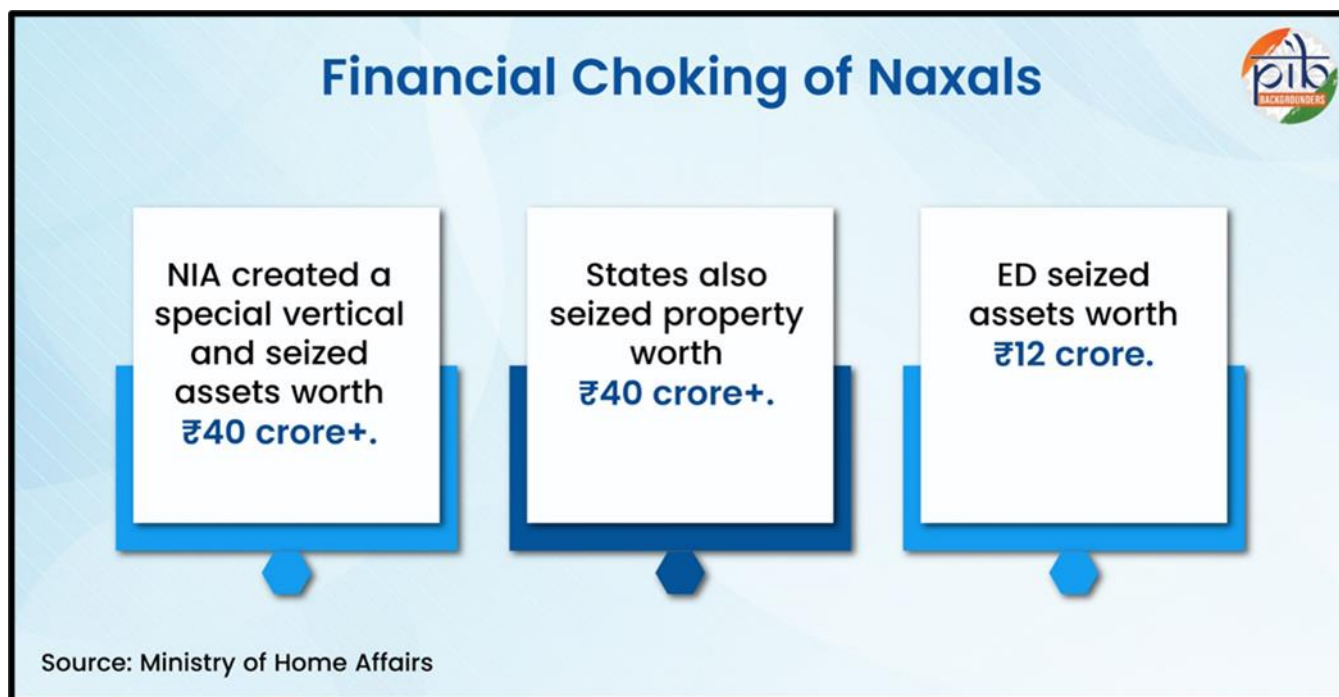 Financial Choking of Naxals
pib
BACKGROUNDERS
NIA created a
special vertical
and seized
assets worth
₹40 crore+.
States also
seized property
worth
₹40 crore+.
ED seized
assets worth
₹12 crore.
Source: Ministry of Home Affairs